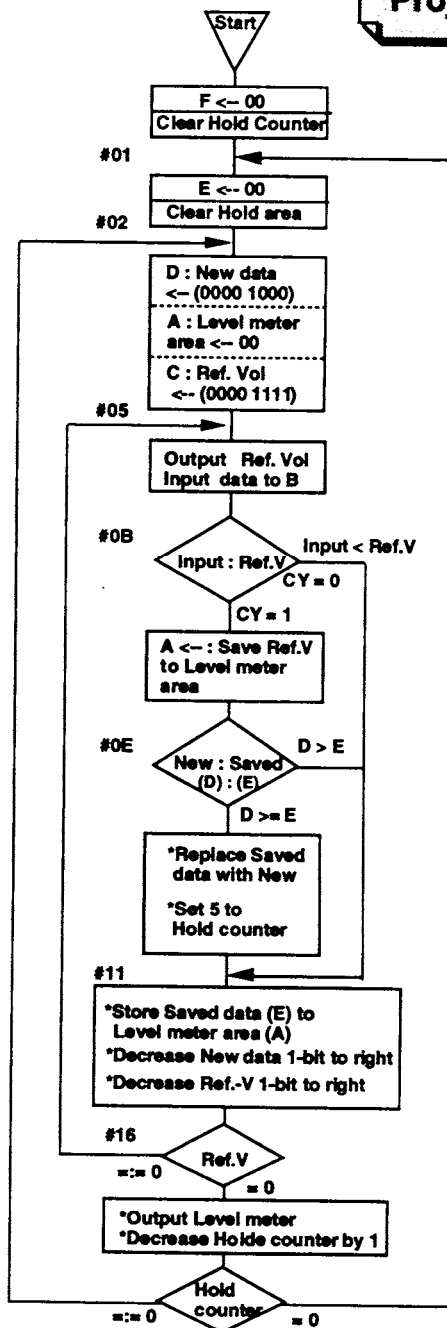 Start
F <-- 00
Clear Hold Counter
#01
E <-- 00
Clear Hold area
#02
D : New data
<-- (0000 1000)
A : Level meter
area <-- 00
C : Ref. Vol
<-- (0000 1111)
#05
Output Ref. Vol
Input data to B
#0B
Input < Ref.V
Input : Ref.V
CY = 0
CY = 1
A <-- : Save Ref.V
to Level meter
area
#0E
D > E
New : Saved
(D) : (E)
D >= E
*Replace Saved
data with New
*Set 5 to
Hold counter
#11
*Store Saved data (E) to
Level meter area (A)
*Decrease New data 1-bit to right
*Decrease Ref.-V 1-bit to right
#16
Ref.V
=:= 0
= 0
*Output Level meter
*Decrease Holde counter by 1
Hold
counter
=:= 0
= 0